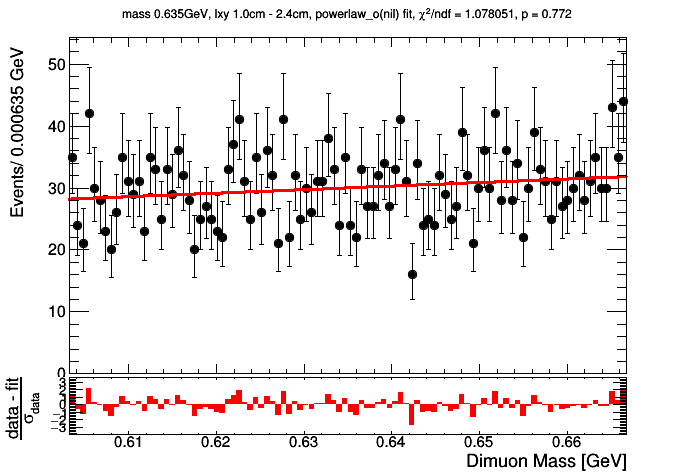 mass 0.635GeV, lxy 1.0cm - 2.4cm, powerlaw_o(nil) fit, χ²/ndf = 1.078051, p = 0.772
Events/ 0.000635 GeV
50
40
30
20
10
0
data - fit
σdata
3
2
1
0
−1
−2
−3
0.61 0.62 0.63 0.64 0.65 0.66
Dimuon Mass [GeV]